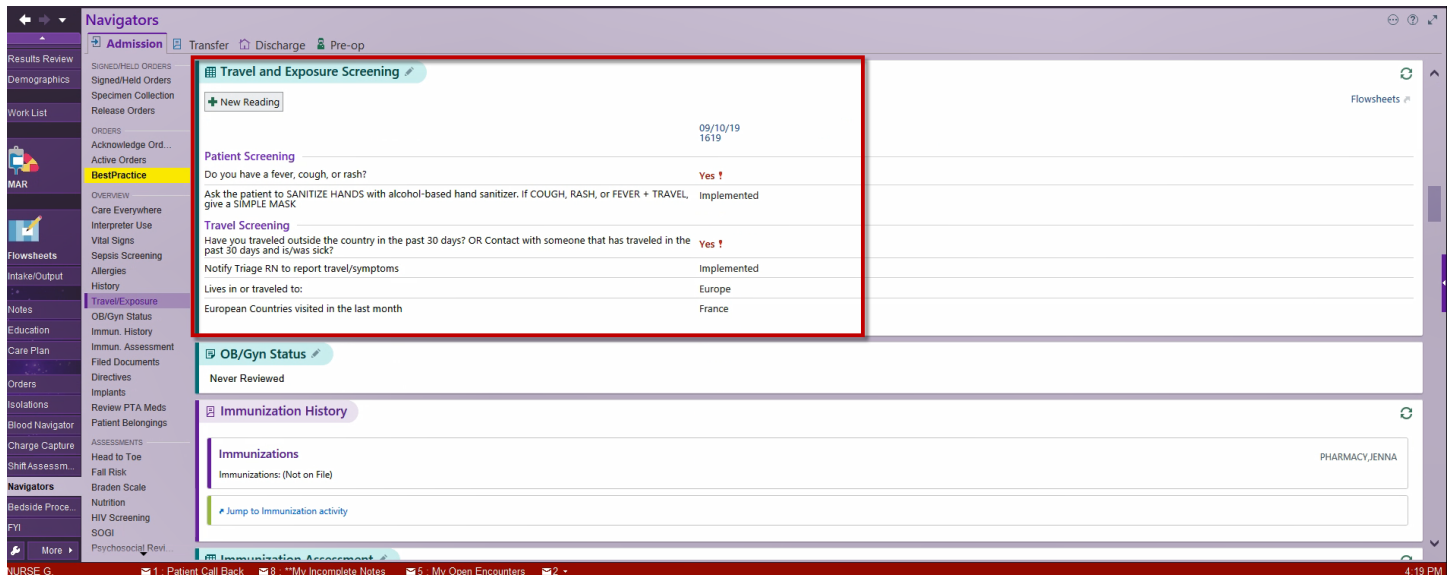 Navigators
Admission
Transfer
Discharge
Pre-op
Results Review
Demographics
Work List
MAR
Flowsheets
Intake/Output
Notes
Education
Care Plan
Orders
Isolations
Blood Navigator
Charge Capture
Shift Assessm...
Navigators
Bedside Proce...
FYI
More
SIGNED/HELD ORDERS
Signed/Held Orders
Specimen Collection
Release Orders
ORDERS
Acknowledge Ord...
Active Orders
BestPractice
OVERVIEW
Care Everywhere
Interpreter Use
Vital Signs
Sepsis Screening
Allergies
History
Travel/Exposure
OB/Gyn Status
Immun. History
Immun. Assessment
Filed Documents
Directives
Implants
Review PTA Meds
Patient Belongings
ASSESSMENTS
Head to Toe
Fall Risk
Braden Scale
Nutrition
HIV Screening
SOGI
Psychosocial Revi...
Travel and Exposure Screening
New Reading
Flowsheets
09/10/19
1619
Patient Screening
Do you have a fever, cough, or rash? Yes !
Ask the patient to SANITIZE HANDS with alcohol-based hand sanitizer. If COUGH, RASH, or FEVER + TRAVEL, Implemented
give a SIMPLE MASK
Travel Screening
Have you traveled outside the country in the past 30 days? OR Contact with someone that has traveled in the Yes !
past 30 days and is/was sick?
Notify Triage RN to report travel/symptoms Implemented
Lives in or traveled to: Europe
European Countries visited in the last month France
OB/Gyn Status
Never Reviewed
Immunization History
Immunizations
PHARMACY,JENNA
Immunizations: (Not on File)
Jump to Immunization activity
Immunization Assessment
NURSE G. 1 : Patient Call Back 8 : **My Incomplete Notes 5 : My Open Encounters 2 4:19 PM